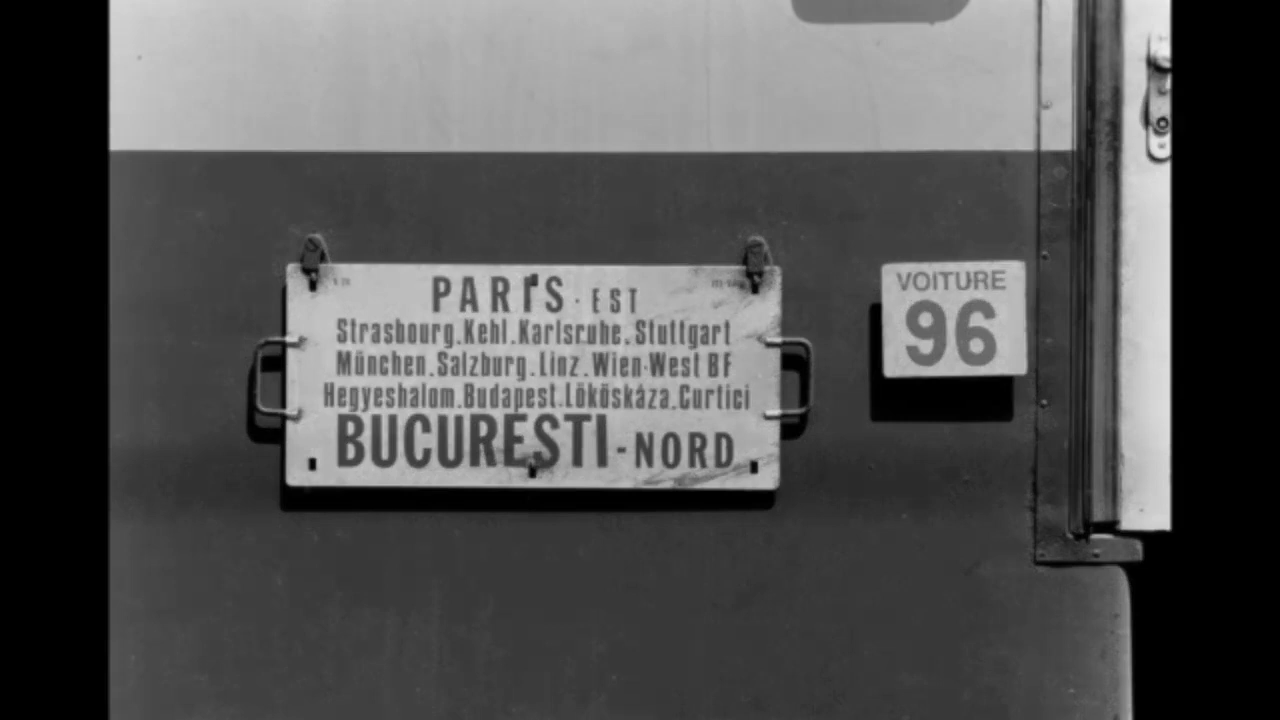 PARIS · EST
Strasbourg.Kehl.Karlsruhe.Stuttgart
München.Salzburg.Linz.Wien-West BF
Hegyeshalom.Budapest.Lököskáza.Curtici
BUCURESTI-NORD
VOITURE
96